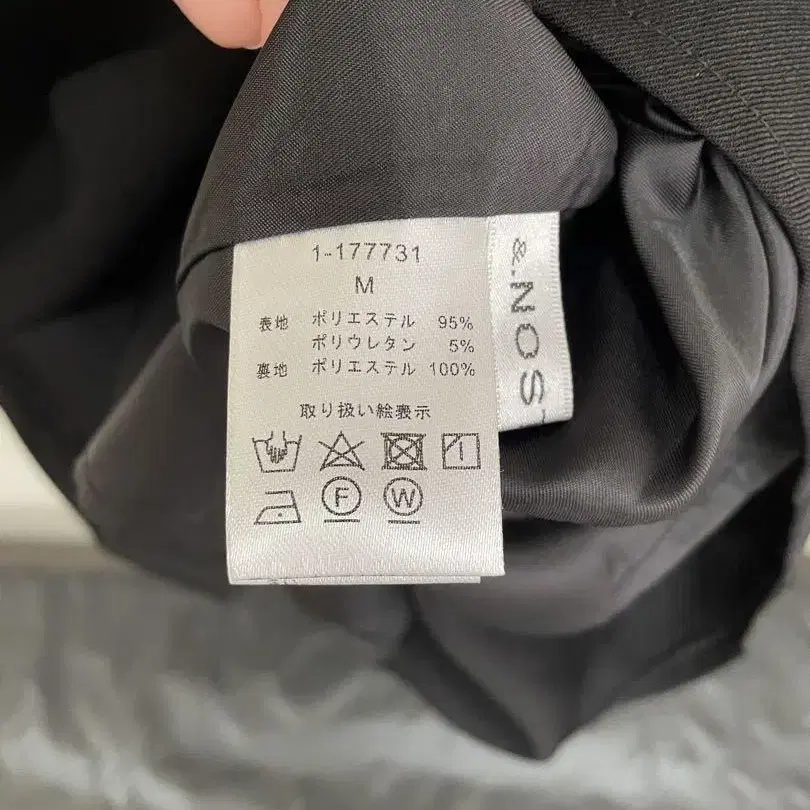 1-177731
M
表地 ポリエステル 95%
ポリウレタン 5%
裏地 ポリエステル 100%
取り扱い絵表示
F W
&.NOST